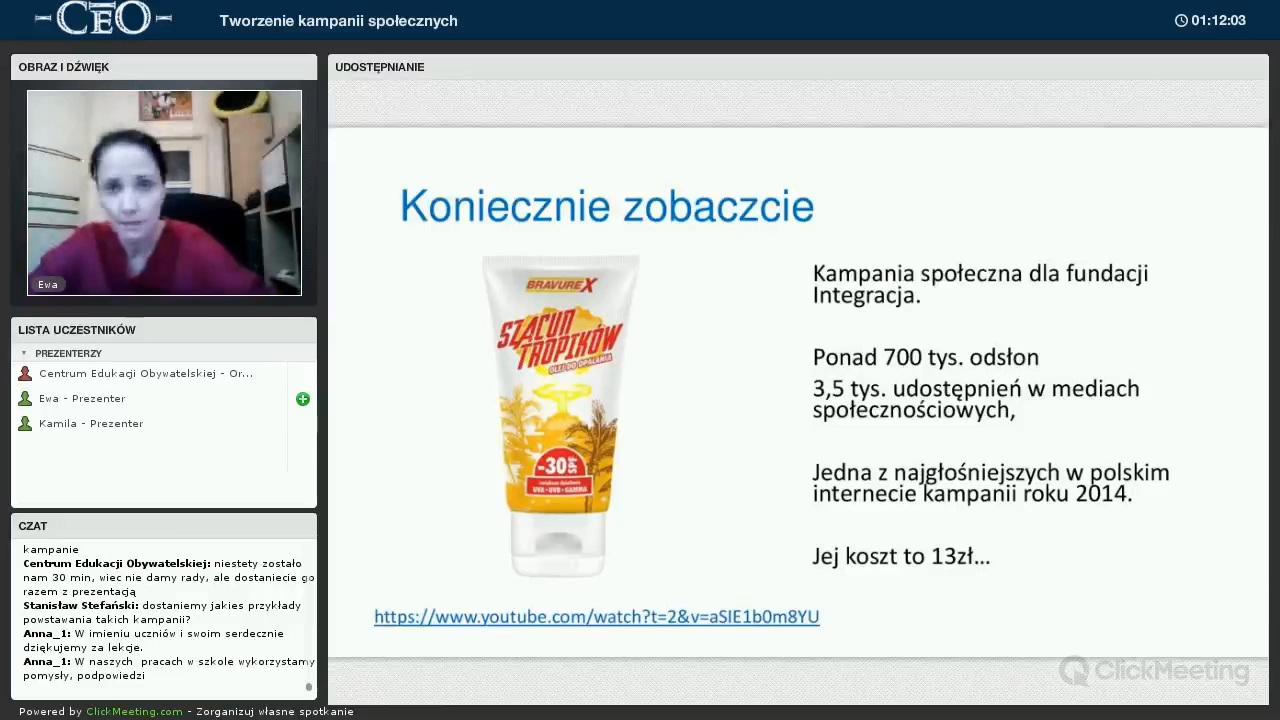 CEO
Tworzenie kampanii społecznych
01:12:03
OBRAZ I DŹWIĘK
Ewa
LISTA UCZESTNIKÓW
PREZENTERZY
Centrum Edukacji Obywatelskiej - Or...
Ewa - Prezenter
Kamila - Prezenter
CZAT
kampanie
Centrum Edukacji Obywatelskiej: niestety zostało
nam 30 min, wiec nie damy rady, ale dostaniecie go
razem z prezentacją
Stanisław Stefański: dostaniemy jakies przykłady
powstawania takich kampanii?
Anna_1: W imieniu uczniów i swoim serdecznie
dziękujemy za lekcje.
Anna_1: W naszych pracach w szkole wykorzystamy
pomysły, podpowiedzi
UDOSTĘPNIANIE
Koniecznie zobaczcie
BRAVUREX
SZACUN
TROPIKÓW
OLEJ DO OPALANIA
-30 SPF
UVA · UVB · GAMMA
Kampania społeczna dla fundacji
Integracja.
Ponad 700 tys. odsłon
3,5 tys. udostępnień w mediach
społecznościowych,
Jedna z najgłośniejszych w polskim
internecie kampanii roku 2014.
Jej koszt to 13zł...
https://www.youtube.com/watch?t=2&v=aSlE1b0m8YU
ClickMeeting
Powered by ClickMeeting.com - Zorganizuj własne spotkanie